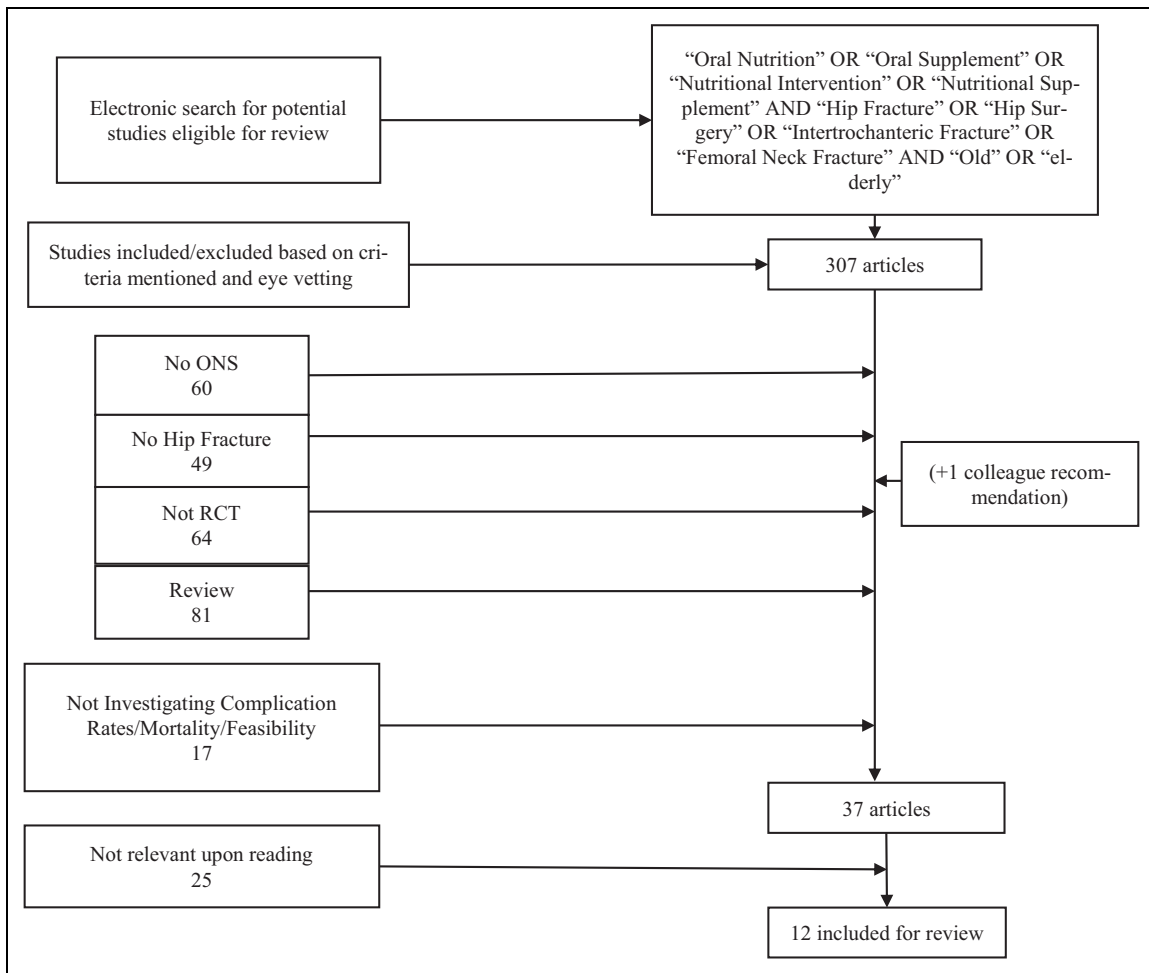 Electronic search for potential
studies eligible for review
“Oral Nutrition” OR “Oral Supplement” OR
“Nutritional Intervention” OR “Nutritional Sup-
plement” AND “Hip Fracture” OR “Hip Sur-
gery” OR “Intertrochanteric Fracture” OR
“Femoral Neck Fracture” AND “Old” OR “el-
derly”
Studies included/excluded based on cri-
teria mentioned and eye vetting
307 articles
No ONS
60
No Hip Fracture
49
(+1 colleague recom-
mendation)
Not RCT
64
Review
81
Not Investigating Complication
Rates/Mortality/Feasibility
17
37 articles
Not relevant upon reading
25
12 included for review